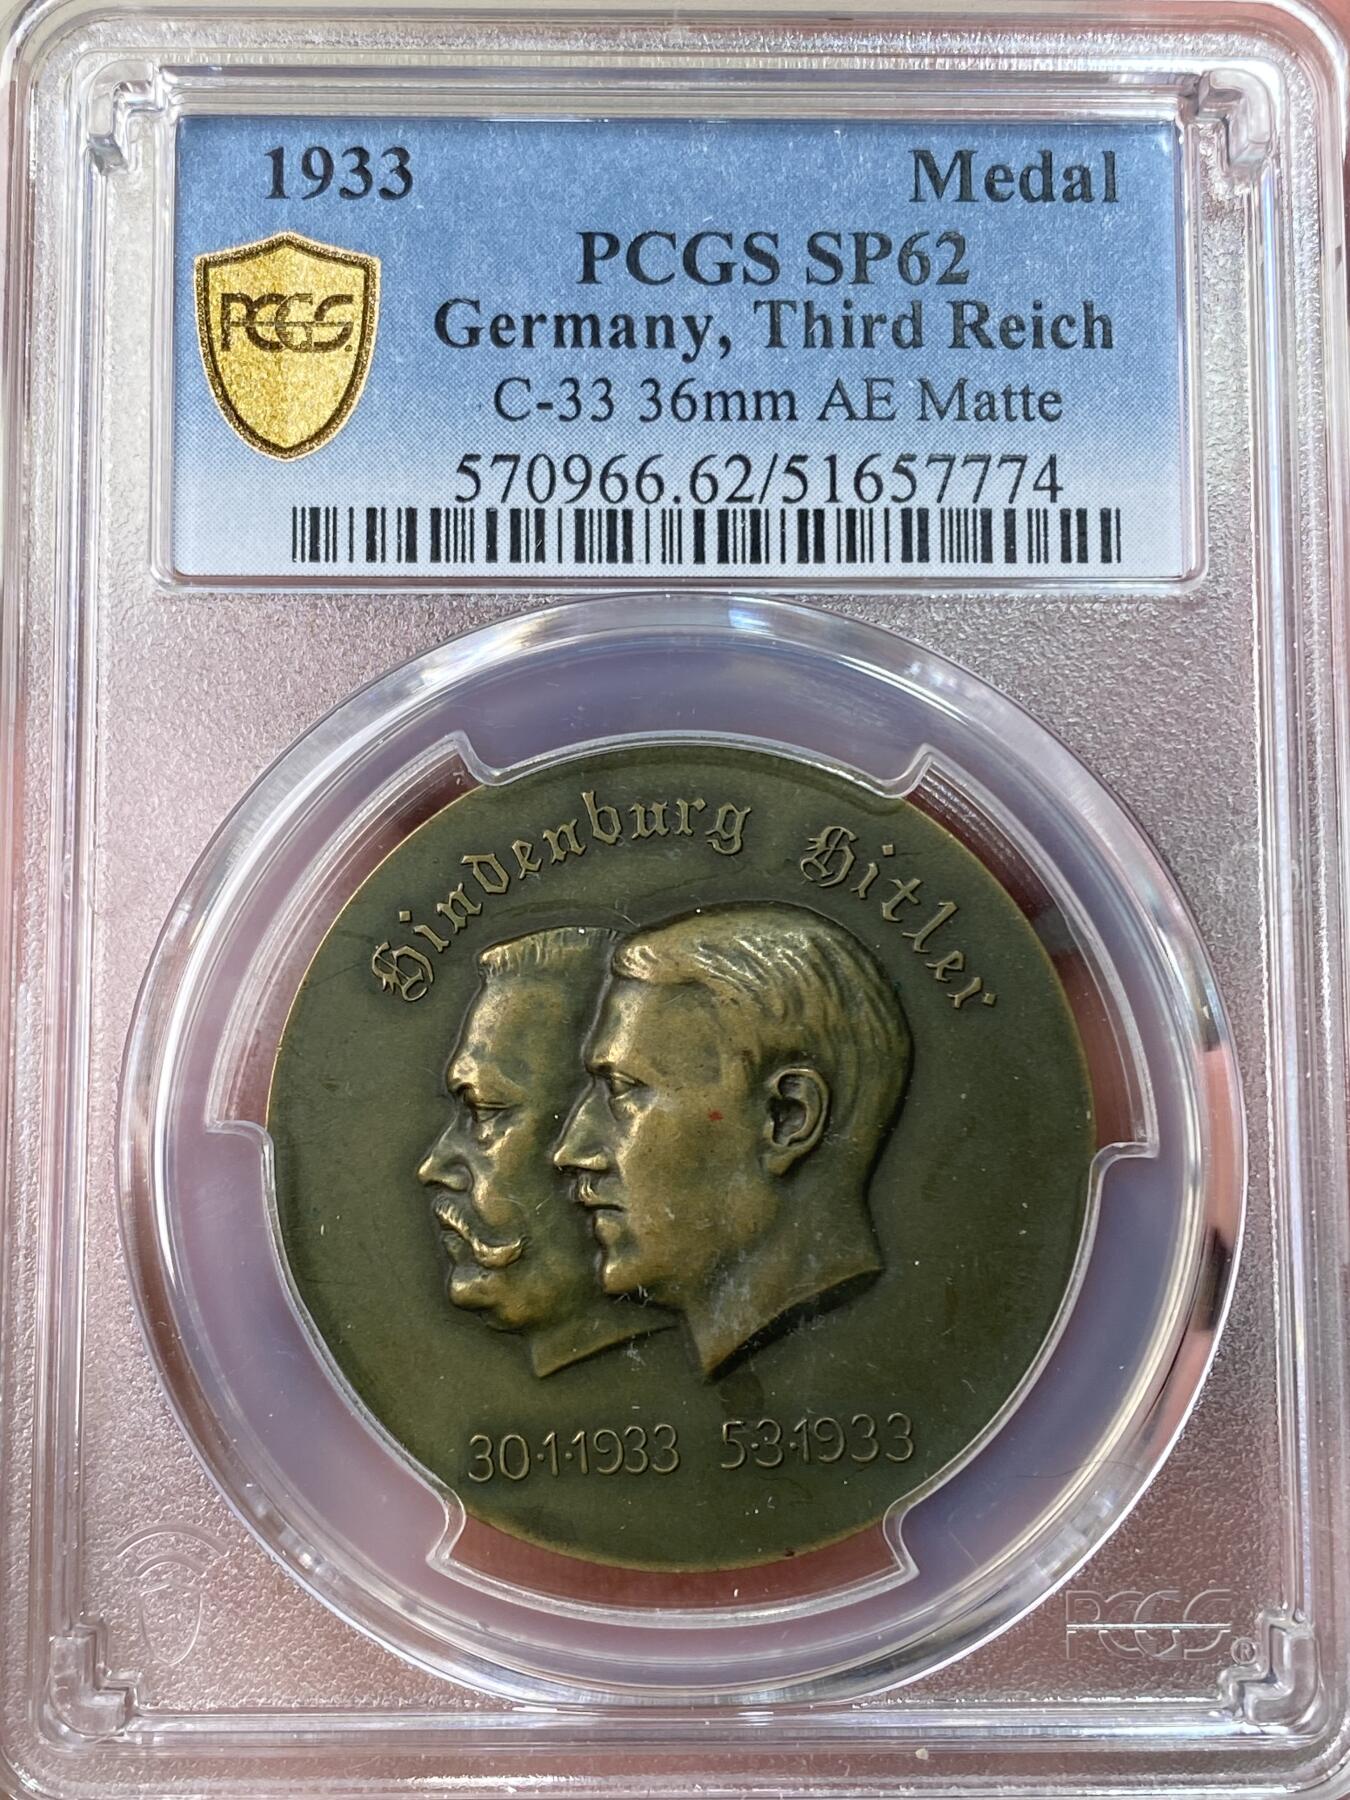 1933 Medal
PCGS SP62
PCGS
Germany, Third Reich
C-33 36mm AE Matte
570966.62/51657774
Hindenburg Hitler
30·1·1933 5·3·1933
PCGS®